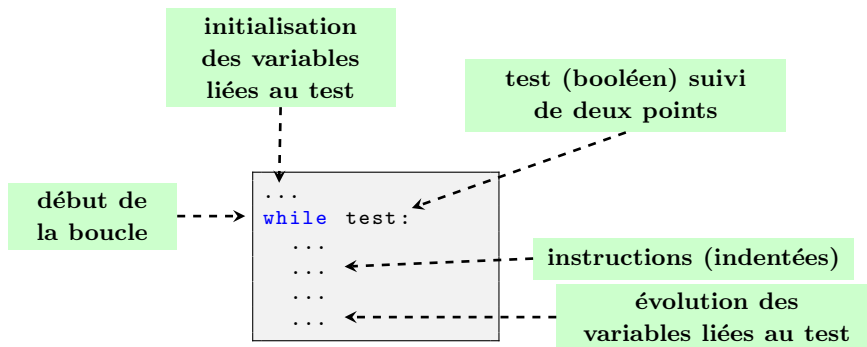 initialisation
des variables
liées au test
test (booléen) suivi
de deux points
début de
la boucle
...
while test:
...
...
...
...
instructions (indentées)
évolution des
variables liées au test